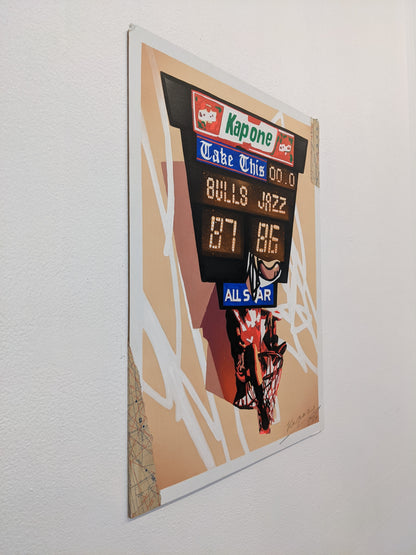 Kapone
Take This
00.0
BULLS JAZZ
87 86
ALL STAR